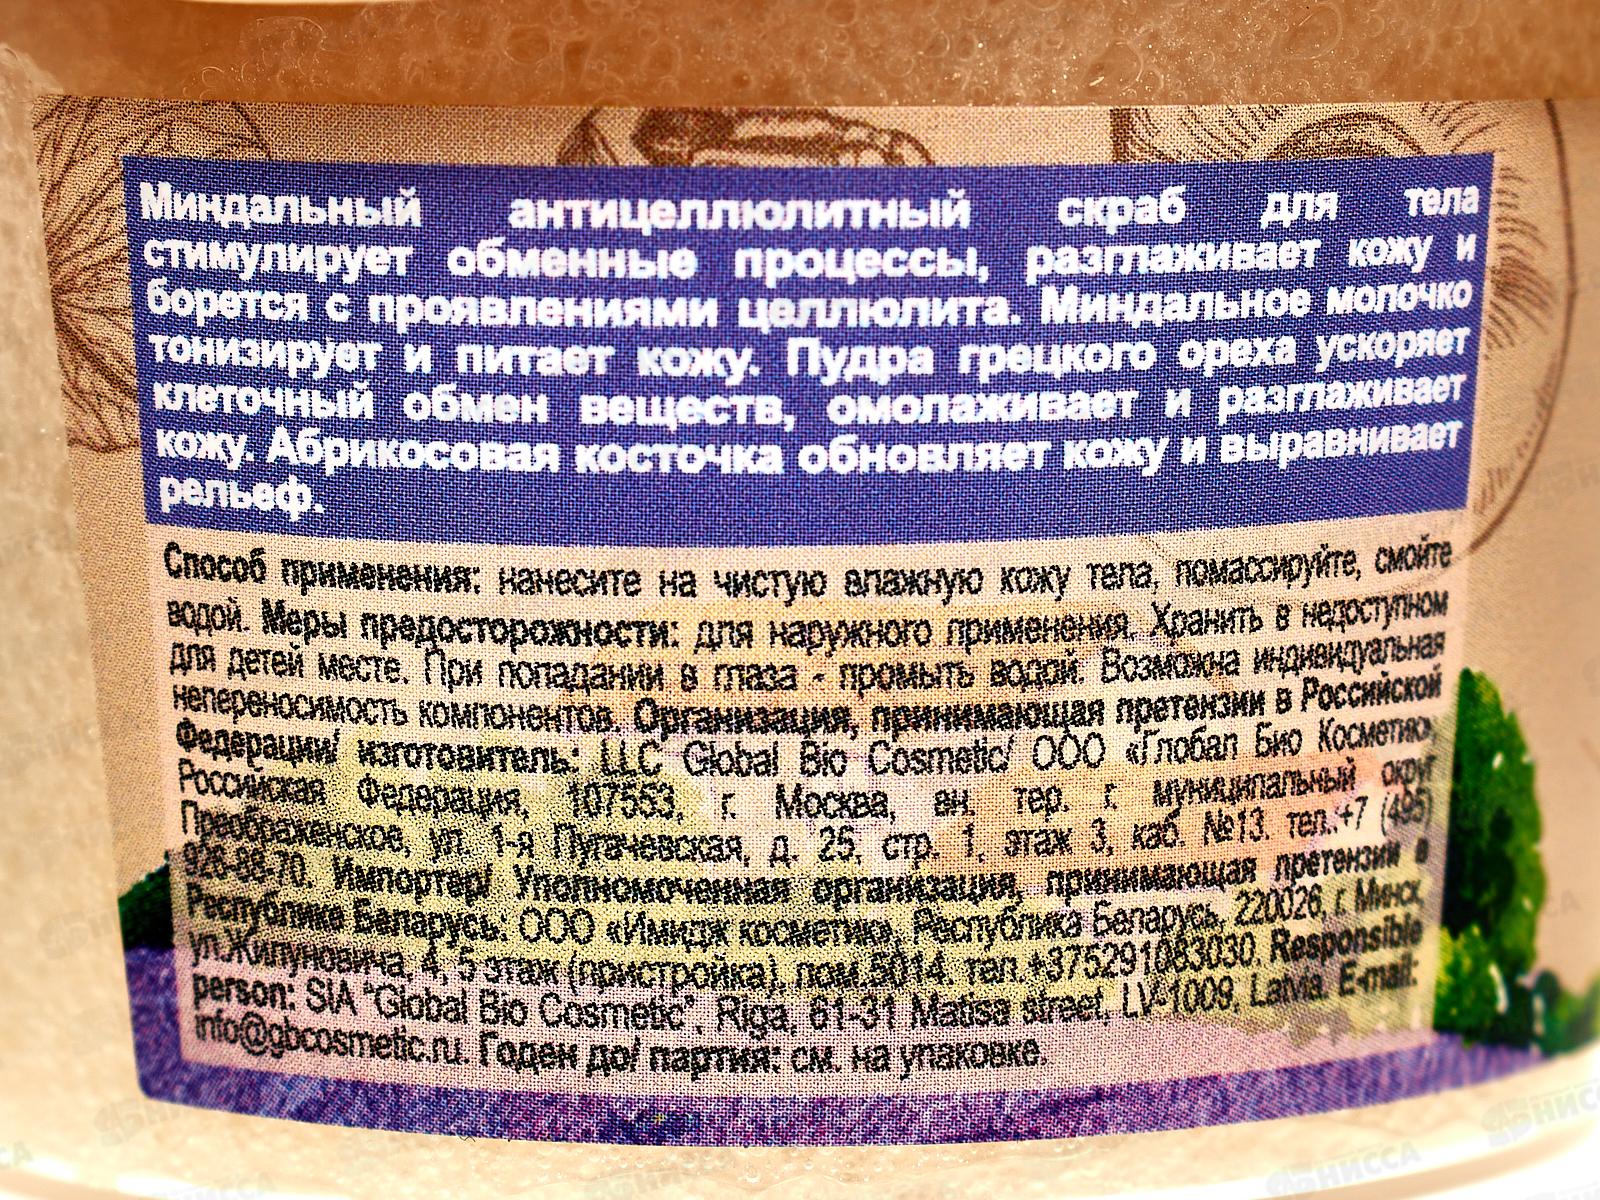 Миндальный антицеллюлитный скраб для тела
стимулирует обменные процессы, разглаживает кожу и
борется с проявлениями целлюлита. Миндальное молочко
тонизирует и питает кожу. Пудра грецкого ореха ускоряет
клеточный обмен веществ, омолаживает и разглаживает
кожу. Абрикосовая косточка обновляет кожу и выравнивает
рельеф.
Способ применения: нанесите на чистую влажную кожу тела, помассируйте, смойте
водой. Меры предосторожности: для наружного применения. Хранить в недоступном
для детей месте. При попадании в глаза - промыть водой. Возможна индивидуальная
непереносимость компонентов. Организация, принимающая претензии в Российской
Федерации/ изготовитель: LLC Global Bio Cosmetic/ ООО «Глобал Био Косметик»,
Российская Федерация, 107553, г. Москва, вн. тер. г. муниципальный округ
Преображенское, ул. 1-я Пугачевская, д. 25, стр. 1, этаж 3, каб. №13. тел.:+7 (495)
926-88-70. Импортер/ Уполномоченная организация, принимающая претензии в
Республике Беларусь: ООО «Имидж косметик», Республика Беларусь, 220026, г. Минск,
ул.Жилуновича, 4, 5 этаж (пристройка), пом.5014. тел.+375291083030. Responsible
person: SIA "Global Bio Cosmetic", Riga, 61-31 Matisa street, LV-1009, Latvia. E-mail:
info@gbcosmetic.ru. Годен до/ партия: см. на упаковке.